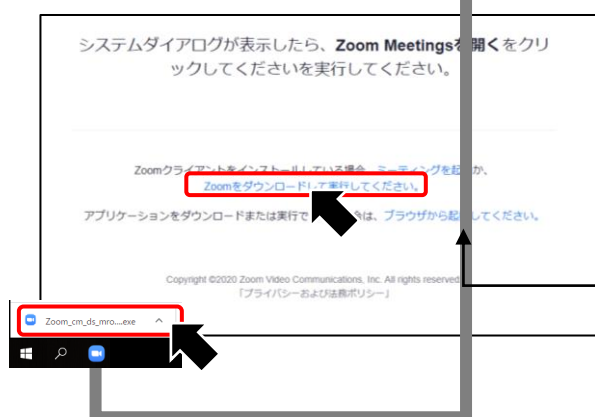 システムダイアログが表示したら、Zoom Meetingsを開くをクリ
ックしてくださいを実行してください。
Zoomクライアントをインストールしている場合、ミーティングを起 か、
Zoomをダウンロードして実行してください。
アプリケーションをダウンロードまたは実行で 合は、ブラウザから起 してください。
Copyright ©2020 Zoom Video Communications, Inc. All rights reserved
「プライバシーおよび法務ポリシー」
Zoom_cm_ds_mro....exe